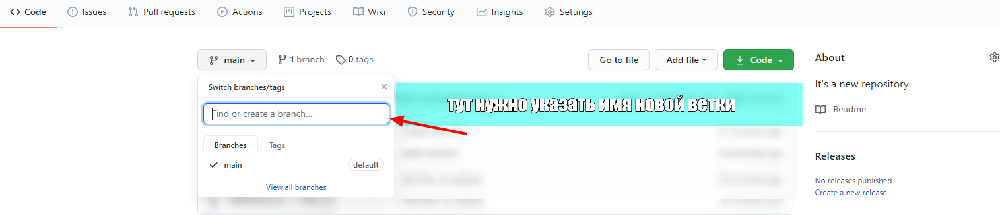 Code Issues Pull requests Actions Projects Wiki Security Insights Settings
main 1 branch 0 tags Go to file Add file Code
About
Switch branches/tags
It's a new repository
тут нужно указать имя новой ветки
Find or create a branch...
Readme
Branches Tags
main default
Releases
View all branches
No releases published
Create a new release